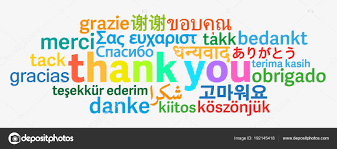 grazie 谢谢 ขอบคุณ
merci Σας ευχαριστ takk bedankt
Спасибо धन्यवाद ありがとう
tack thank you terima kasih
gracias obrigado
teşekkür ederim شكرا 고마워요
danke kiitos köszönjük
depositphotos
Image ID: 192145418
www.depositphotos.com